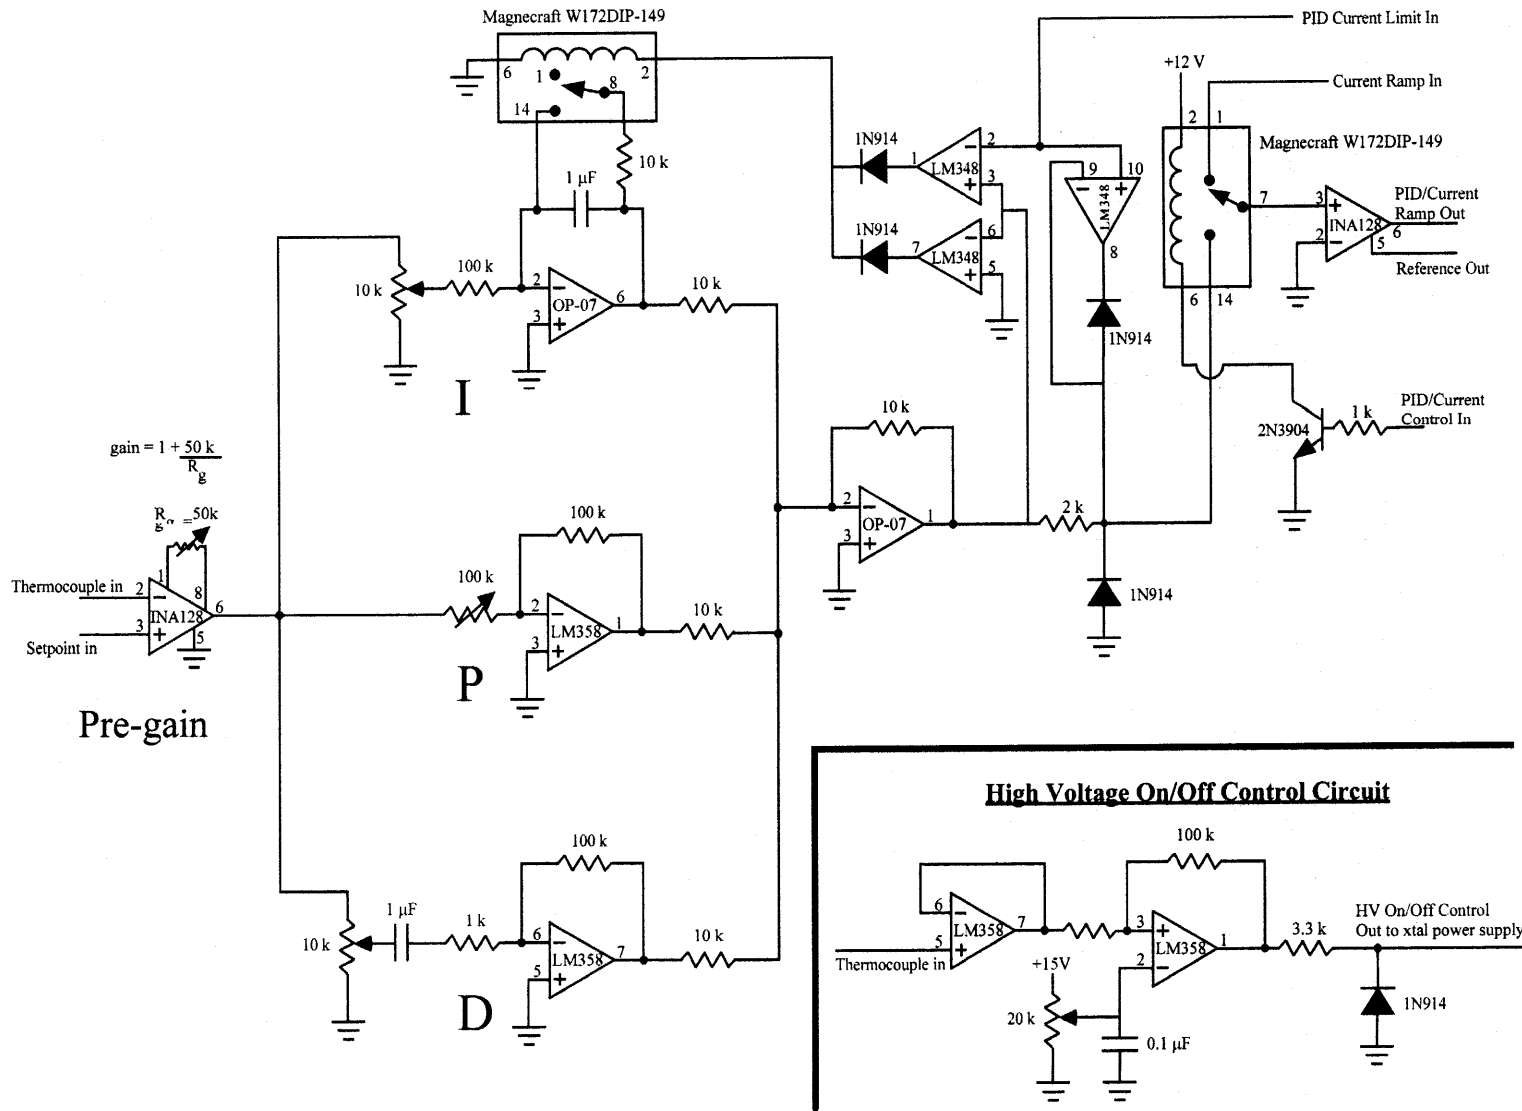 Magnecraft W172DIP-149
6
1
8
2
14
10 k
1 µF
10 k
100 k
2
3
OP-07
6
10 k
I
PID Current Limit In
+12 V
Current Ramp In
2
1
Magnecraft W172DIP-149
1N914
1
LM348
2
3
9
10
LM348
8
1N914
7
LM348
6
5
1N914
7
3
2
INA128
5
6
PID/Current
Ramp Out
Reference Out
6
14
PID/Current
Control In
1 k
2N3904
gain = 1 + 50 k
R
g
R
=50k
1
8
Thermocouple in
2
3
INA128
5
6
Setpoint in
Pre-gain
100 k
100 k
2
3
LM358
1
10 k
P
10 k
2
3
OP-07
1
2 k
1N914
100 k
10 k
1 µF
1 k
6
5
LM358
7
10 k
D
High Voltage On/Off Control Circuit
100 k
6
5
LM358
7
Thermocouple in
+15V
20 k
0.1 µF
3
2
LM358
1
3.3 k
HV On/Off Control
Out to xtal power supply
1N914